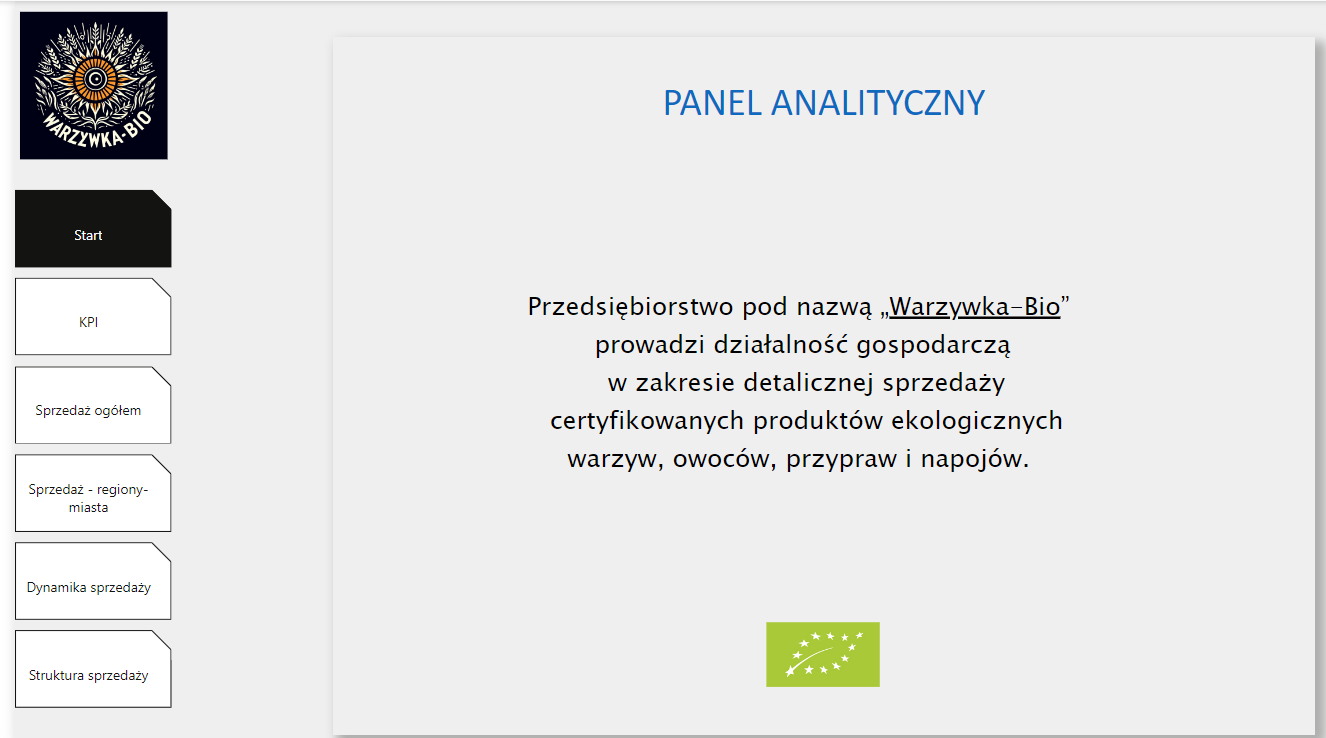 WARZYWKA-BIO
Start
KPI
Sprzedaż ogółem
Sprzedaż - regiony-
miasta
Dynamika sprzedaży
Struktura sprzedaży
PANEL ANALITYCZNY
Przedsiębiorstwo pod nazwą „Warzywka–Bio”
prowadzi działalność gospodarczą
w zakresie detalicznej sprzedaży
certyfikowanych produktów ekologicznych
warzyw, owoców, przypraw i napojów.